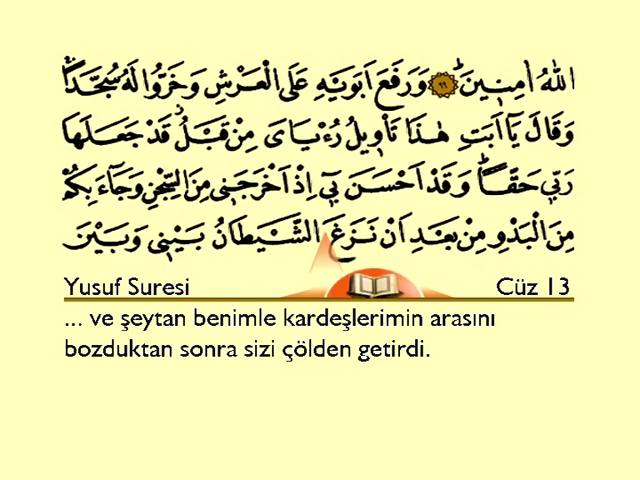 اللّٰهُ اٰمِنٖينَۜ ﴿٩٩﴾ وَرَفَعَ اَبَوَيْهِ عَلَى الْعَرْشِ وَخَرُّوا لَهُ سُجَّدًاۚ
وَقَالَ يَٓا اَبَتِ هٰذَا تَأْوٖيلُ رُءْيَايَ مِنْ قَبْلُۘ قَدْ جَعَلَهَا
رَبّٖي حَقًّاۜ وَقَدْ اَحْسَنَ بٖٓي اِذْ اَخْرَجَنٖي مِنَ السِّجْنِ وَجَٓاءَ بِكُمْ
مِنَ الْبَدْوِ مِنْ بَعْدِ اَنْ نَزَغَ الشَّيْطَانُ بَيْنٖي وَبَيْنَ
Yusuf Suresi Cüz 13
... ve şeytan benimle kardeşlerimin arasını
bozduktan sonra sizi çölden getirdi.